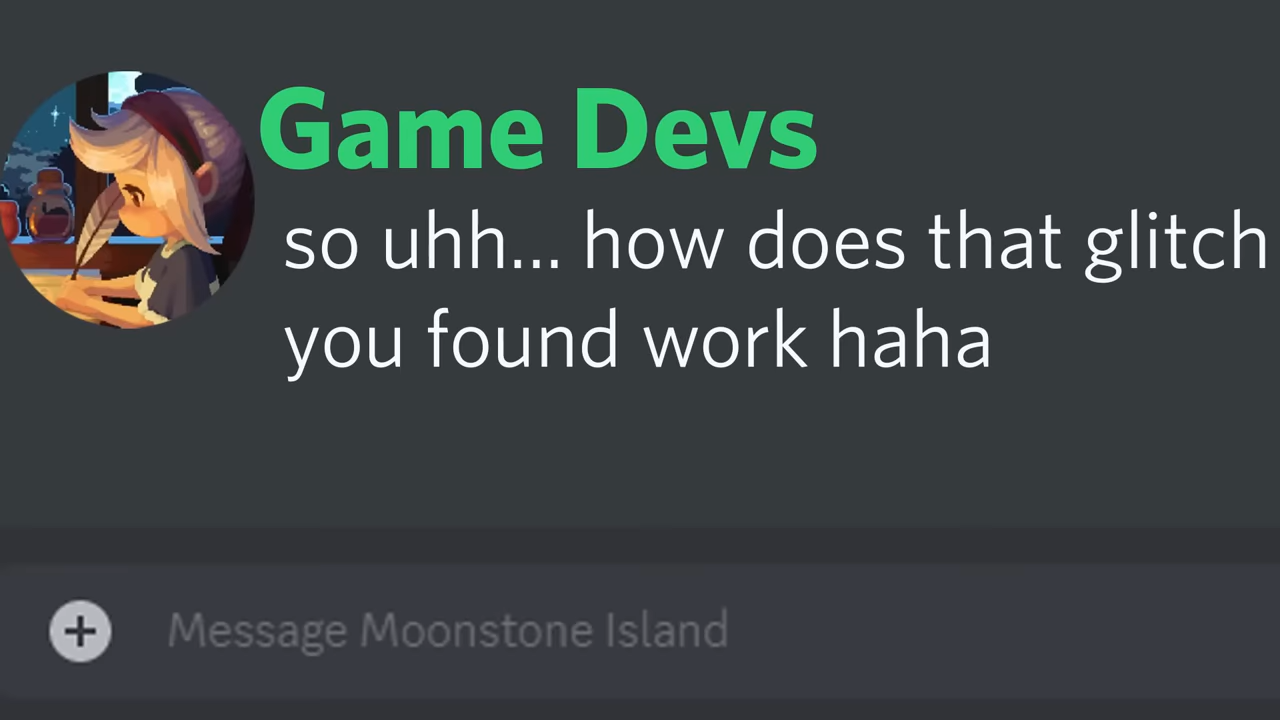 Game Devs
so uhh... how does that glitch
you found work haha
Message Moonstone Island